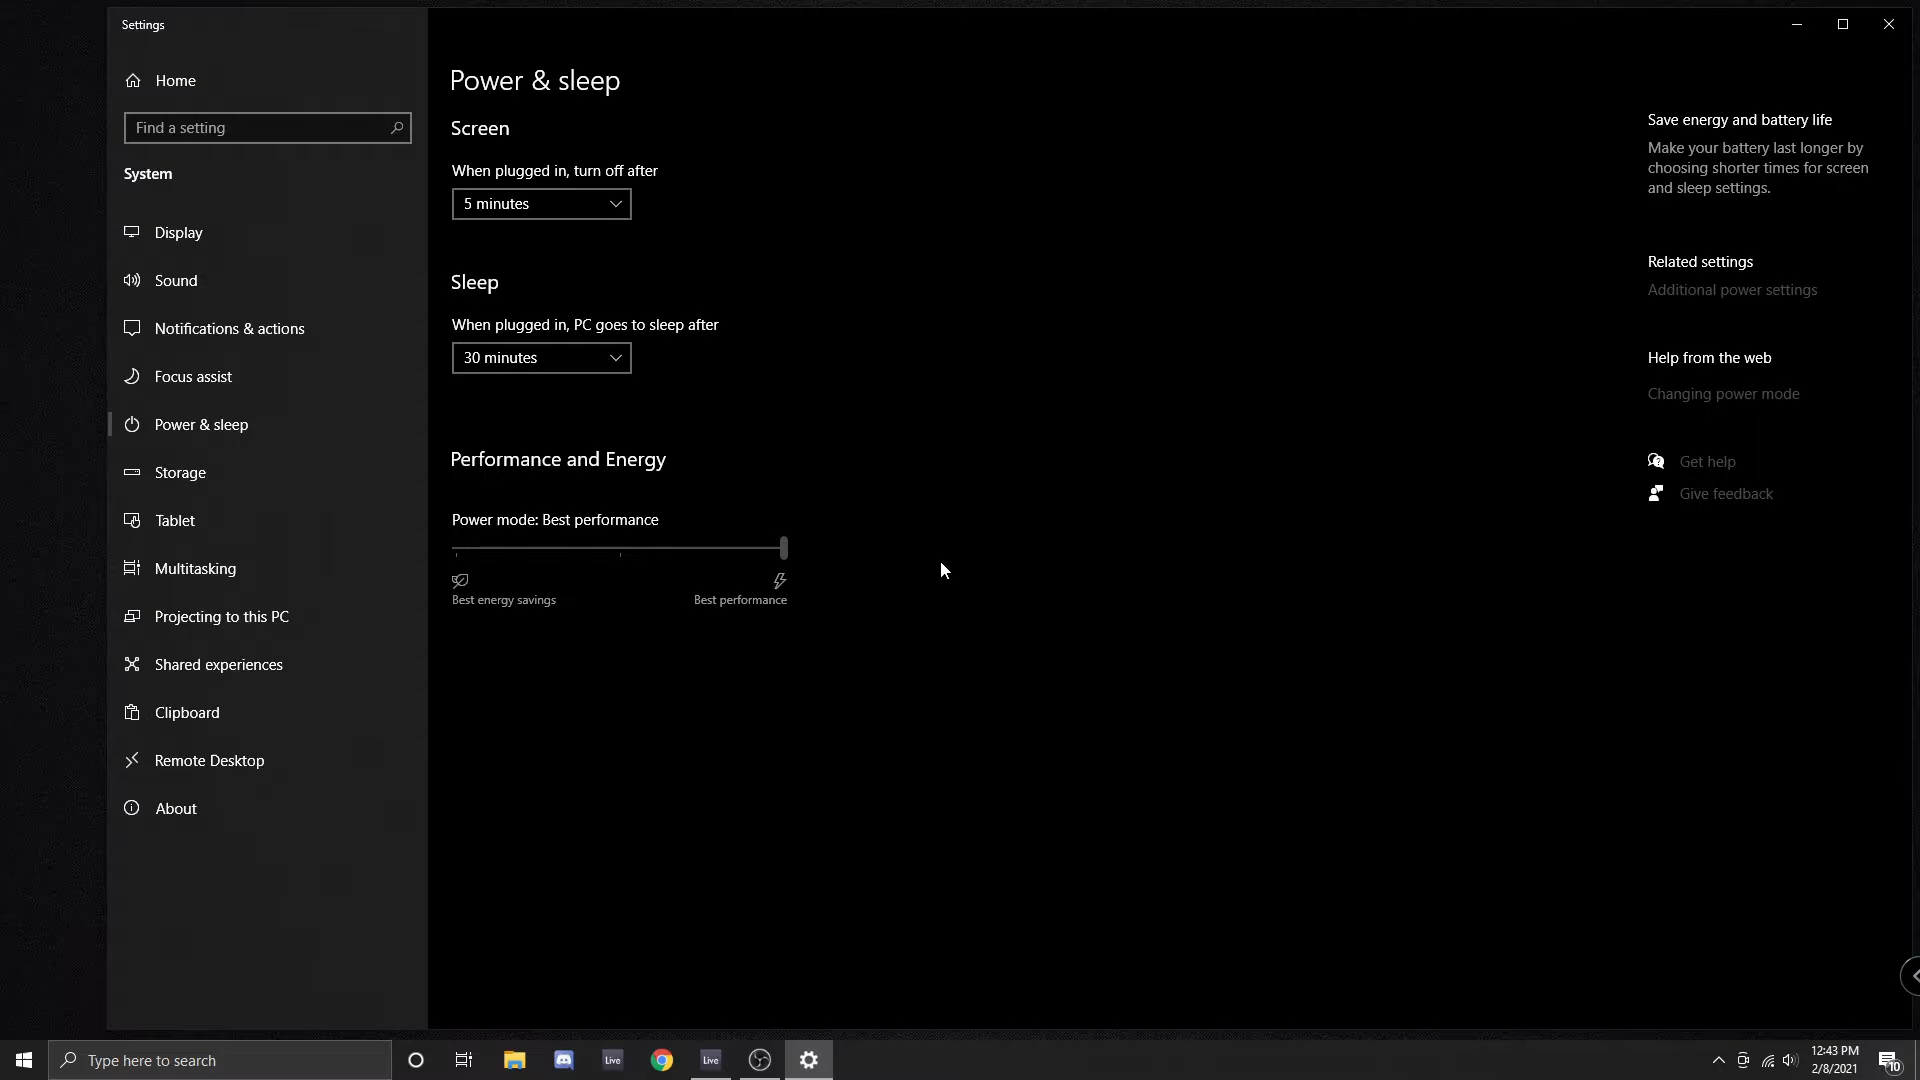 Settings
Home
Find a setting
System
Display
Sound
Notifications & actions
Focus assist
Power & sleep
Storage
Tablet
Multitasking
Projecting to this PC
Shared experiences
Clipboard
Remote Desktop
About
Power & sleep
Screen
When plugged in, turn off after
5 minutes
Sleep
When plugged in, PC goes to sleep after
30 minutes
Performance and Energy
Power mode: Best performance
Best energy savings
Best performance
Save energy and battery life
Make your battery last longer by
choosing shorter times for screen
and sleep settings.
Related settings
Additional power settings
Help from the web
Changing power mode
Get help
Give feedback
Type here to search
Live
Live
12:43 PM
2/8/2021
10